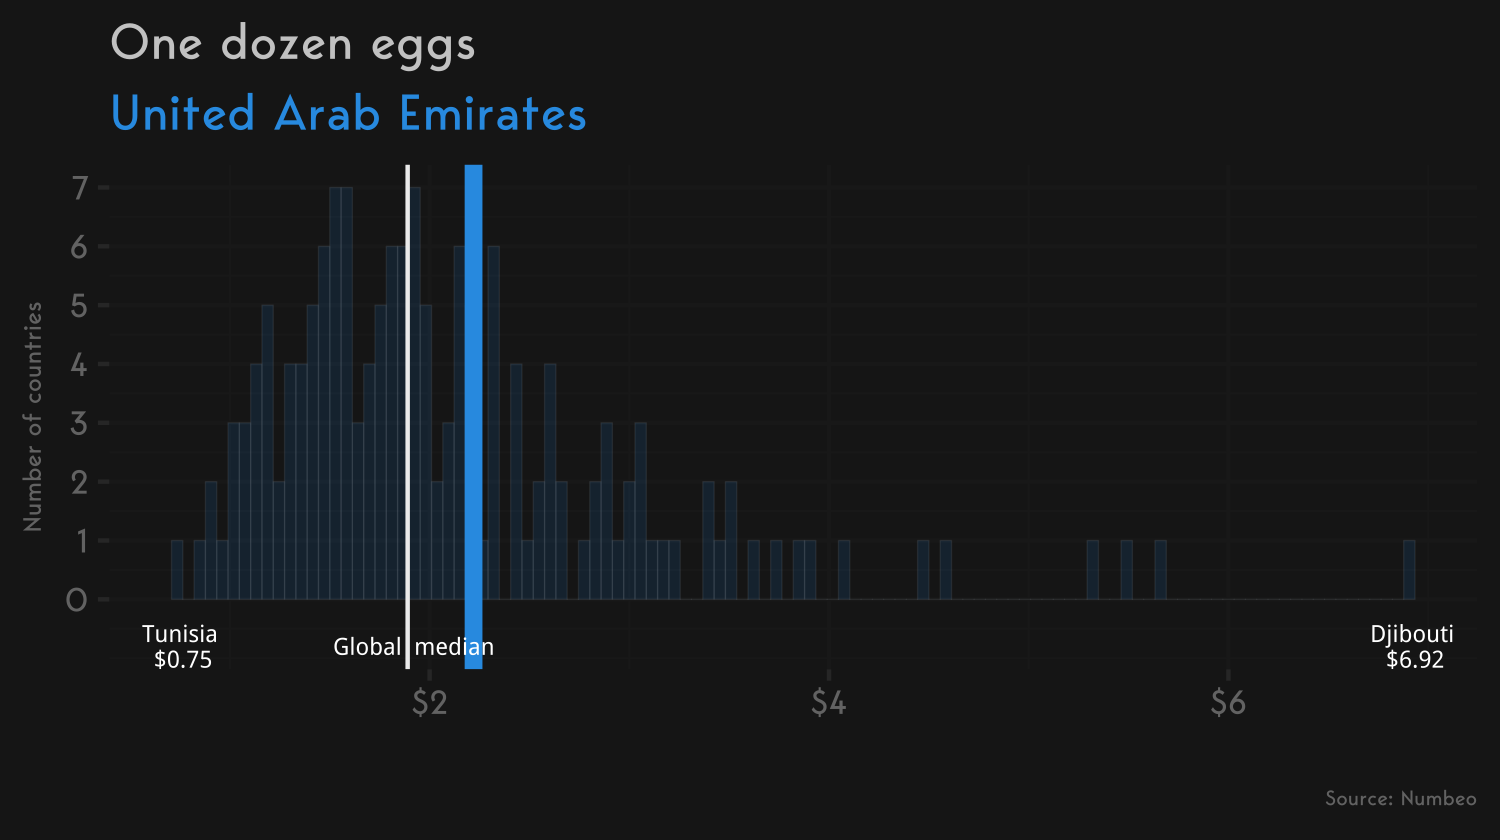 One dozen eggs
United Arab Emirates
Number of countries
7
6
5
4
3
2
1
0
Tunisia
$0.75
Global median
Djibouti
$6.92
$2
$4
$6
Source: Numbeo